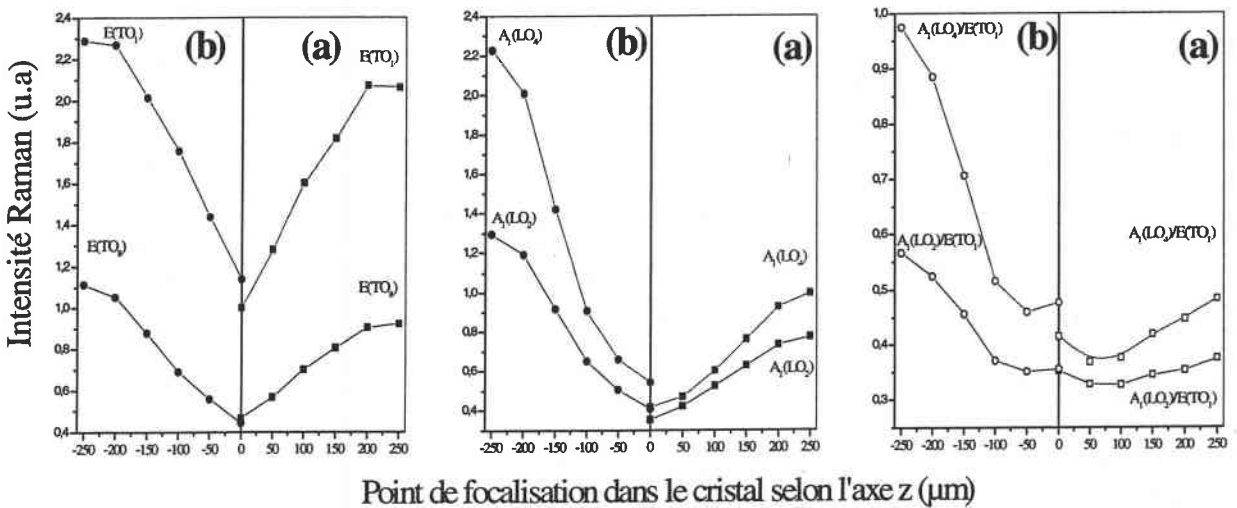 Intensité Raman (u.a)
2,4
2,2
2,0
1,8
1,6
1,4
1,2
1,0
0,8
0,6
0,4
E(TO₁)
(b)
(a)
E(TO₁)
E(TO₈)
E(TO₈)
-250 -200 -150 -100 -50 0 50 100 150 200 250
2,4
2,2
2,0
1,8
1,6
1,4
1,2
1,0
0,8
0,6
0,4
A₁(LO₄)
(b)
(a)
A₁(LO₂)
A₁(LO₄)
A₁(LO₂)
-250 -200 -150 -100 -50 0 50 100 150 200 250
1,0
0,9
0,8
0,7
0,6
0,5
0,4
0,3
A₁(LO₄)/E(TO₁)
(b)
(a)
A₁(LO₂)/E(TO₁)
A₁(LO₄)/E(TO₁)
A₁(LO₂)/E(TO₁)
-250 -200 -150 -100 -50 0 50 100 150 200 250
Point de focalisation dans le cristal selon l'axe z (µm)